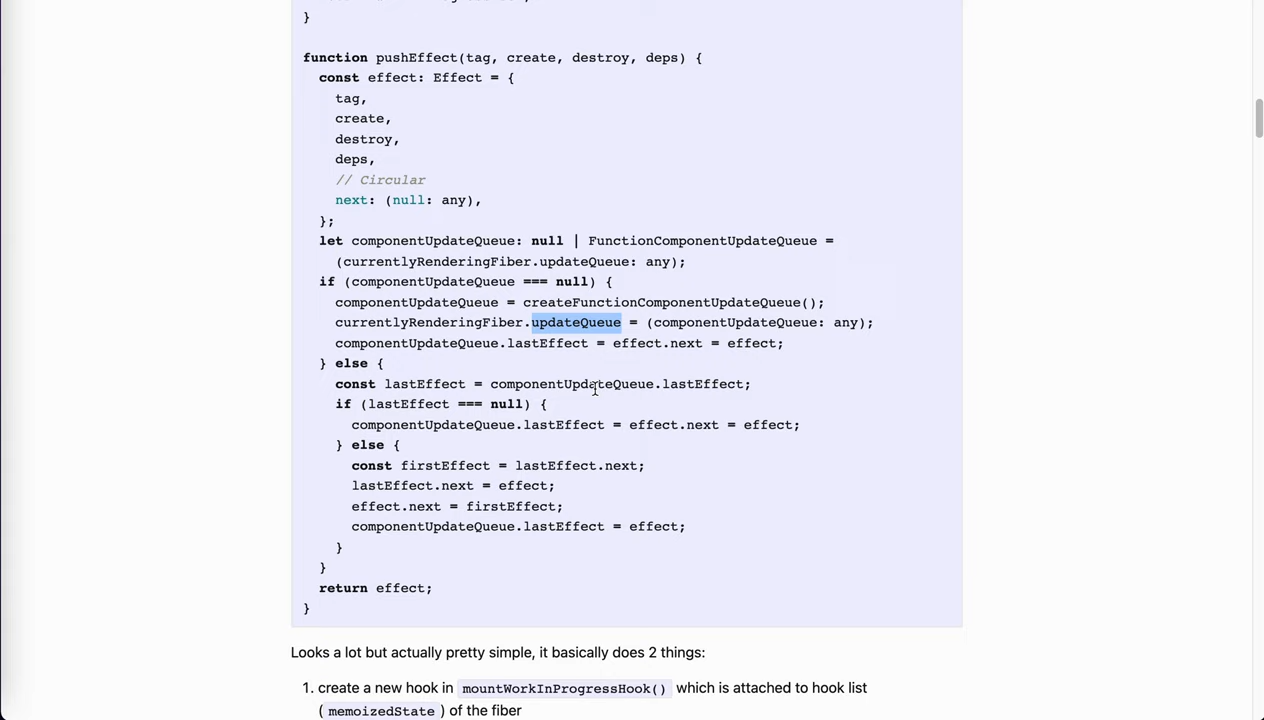 }
function pushEffect(tag, create, destroy, deps) {
const effect: Effect = {
tag,
create,
destroy,
deps,
// Circular
next: (null: any),
};
let componentUpdateQueue: null | FunctionComponentUpdateQueue =
(currentlyRenderingFiber.updateQueue: any);
if (componentUpdateQueue === null) {
componentUpdateQueue = createFunctionComponentUpdateQueue();
currentlyRenderingFiber.updateQueue = (componentUpdateQueue: any);
componentUpdateQueue.lastEffect = effect.next = effect;
} else {
const lastEffect = componentUpdateQueue.lastEffect;
if (lastEffect === null) {
componentUpdateQueue.lastEffect = effect.next = effect;
} else {
const firstEffect = lastEffect.next;
lastEffect.next = effect;
effect.next = firstEffect;
componentUpdateQueue.lastEffect = effect;
}
}
return effect;
}
Looks a lot but actually pretty simple, it basically does 2 things:
1. create a new hook in mountWorkInProgressHook() which is attached to hook list
( memoizedState ) of the fiber